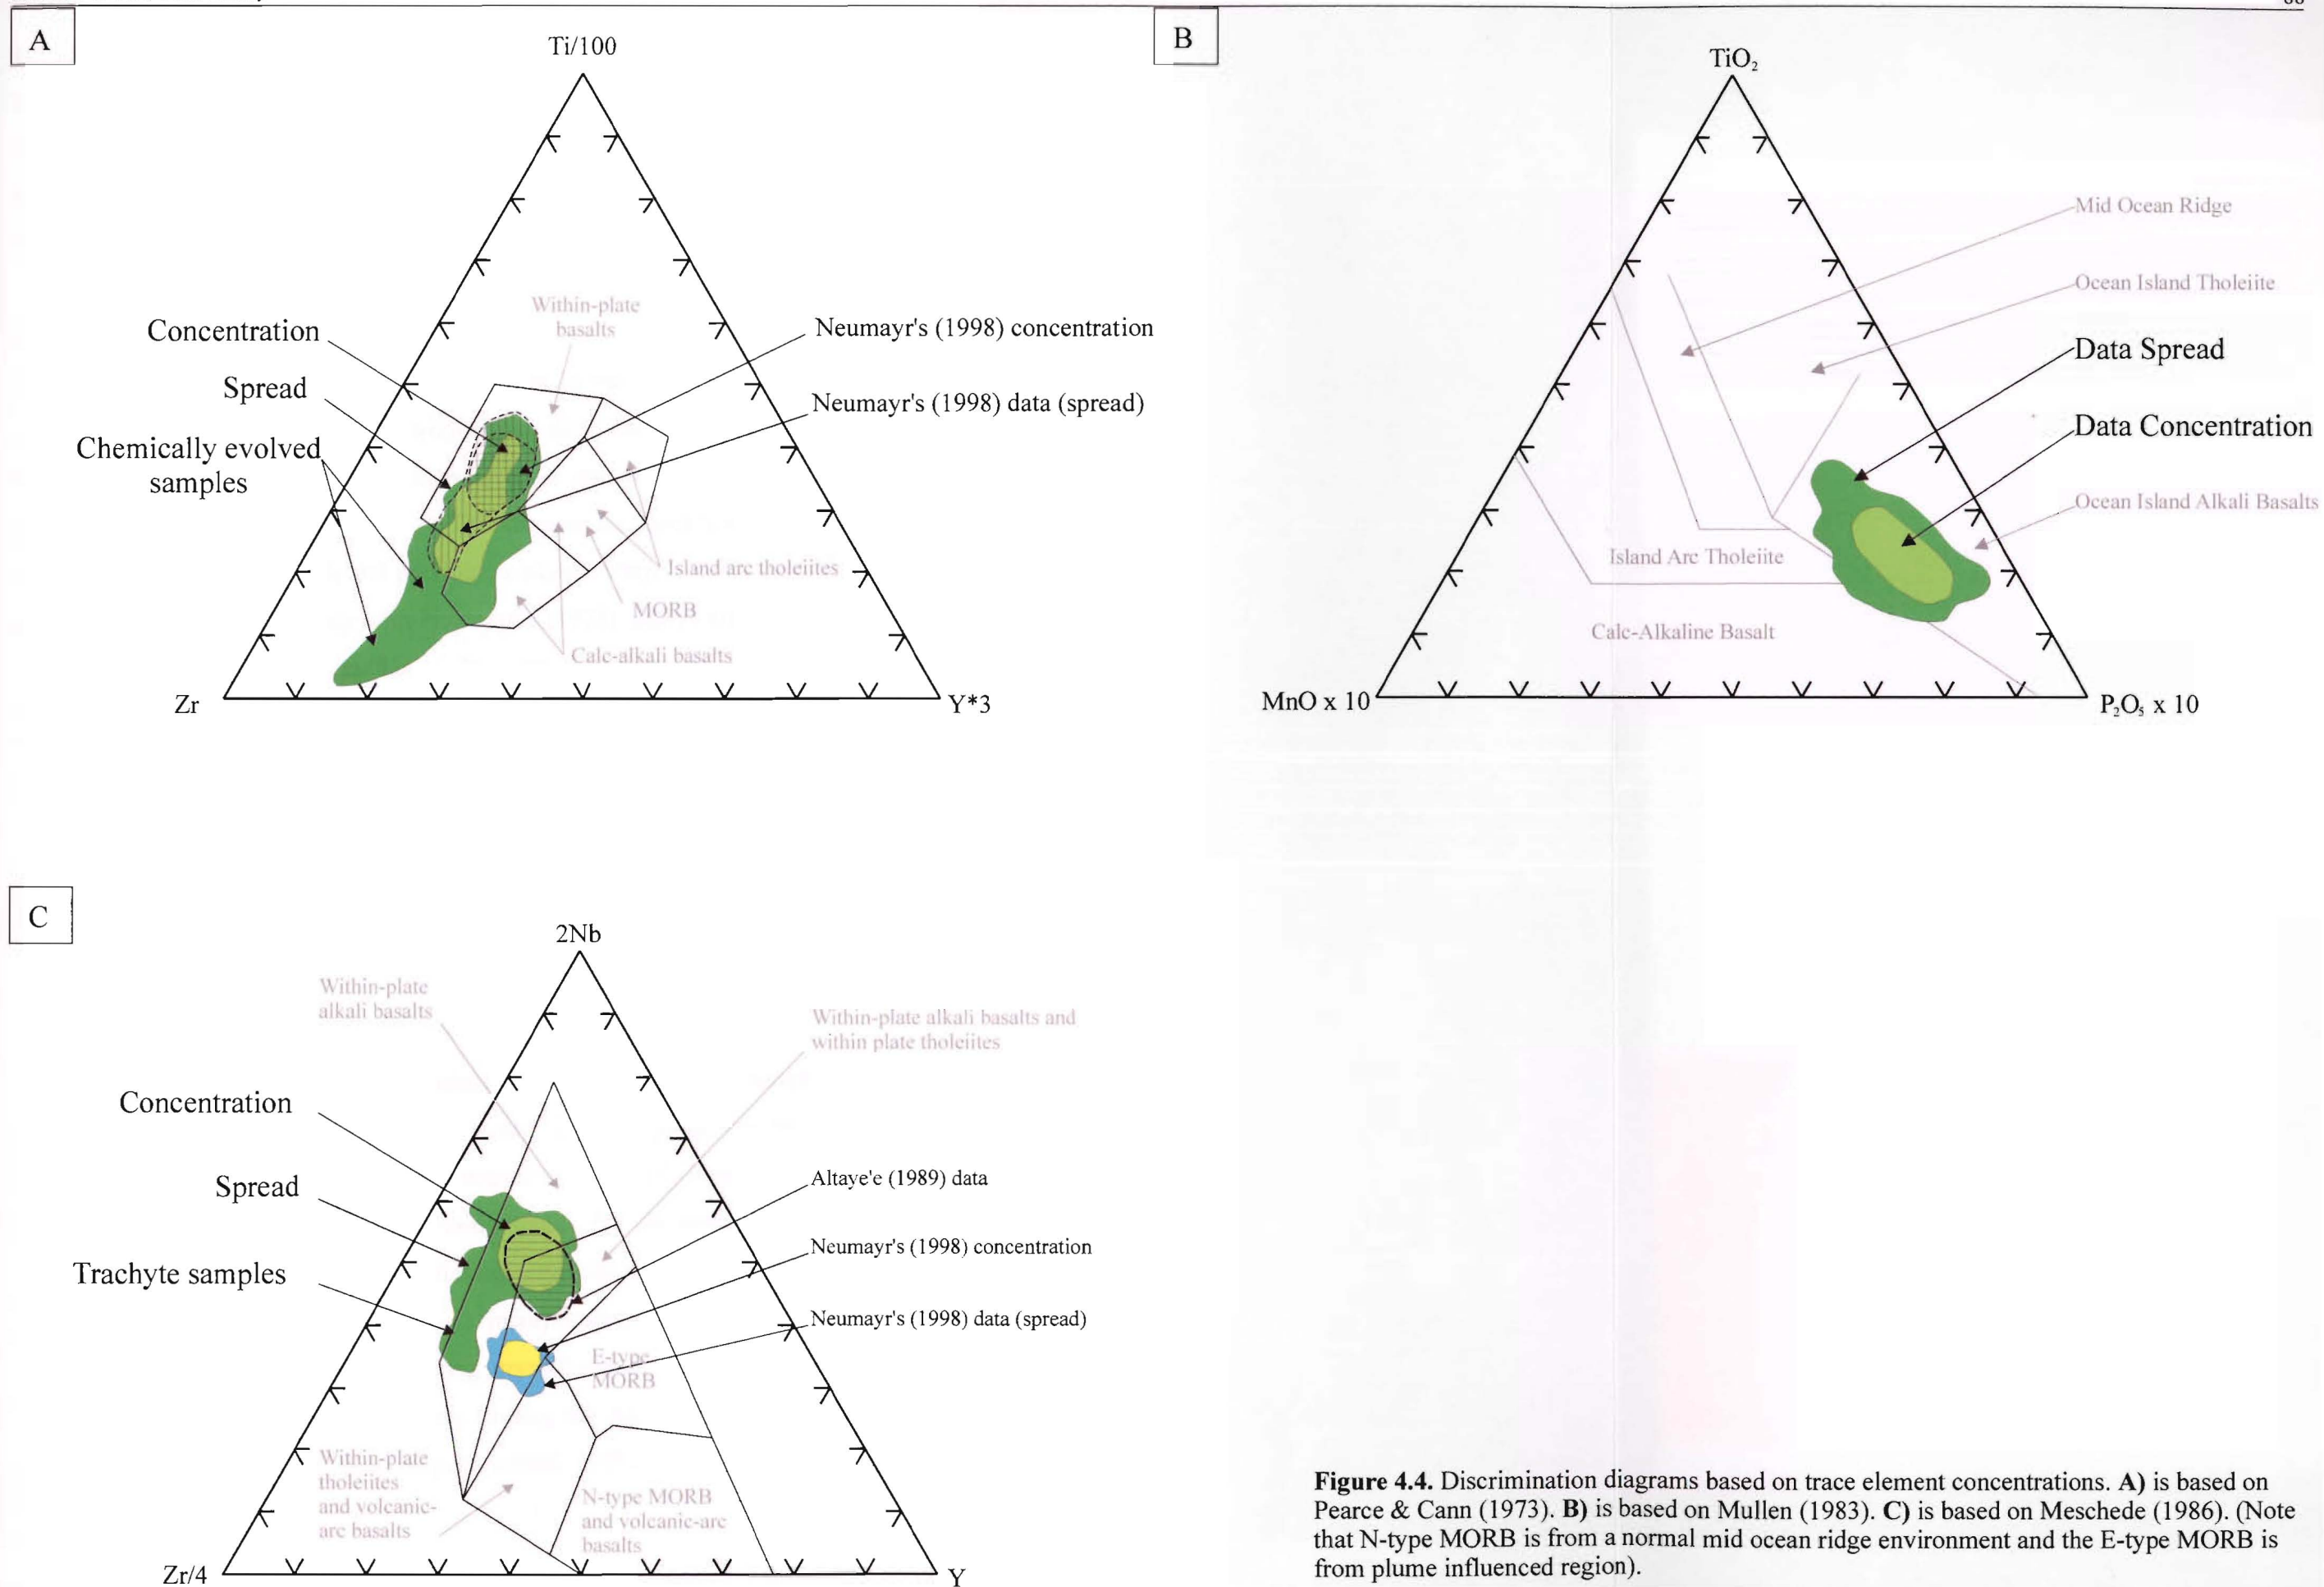 A
Ti/100
Within-plate
basalts
Concentration
Spread
Chemically evolved
samples
Neumayr's (1998) concentration
Neumayr's (1998) data (spread)
Island arc tholeiites
MORB
Calc-alkali basalts
Zr
Y*3
B
TiO₂
Mid Ocean Ridge
Ocean Island Tholeiite
Data Spread
Data Concentration
Ocean Island Alkali Basalts
Island Arc Tholeiite
Calc-Alkaline Basalt
MnO x 10
P₂O₅ x 10
C
2Nb
Within-plate
alkali basalts
Within-plate alkali basalts and
within plate tholeiites
Concentration
Spread
Trachyte samples
Altaye'e (1989) data
Neumayr's (1998) concentration
Neumayr's (1998) data (spread)
E-type
MORB
Within-plate
tholeiites
and volcanic-
arc basalts
N-type MORB
and volcanic-arc
basalts
Zr/4
Y
Figure 4.4. Discrimination diagrams based on trace element concentrations. A) is based on
Pearce & Cann (1973). B) is based on Mullen (1983). C) is based on Meschede (1986). (Note
that N-type MORB is from a normal mid ocean ridge environment and the E-type MORB is
from plume influenced region).